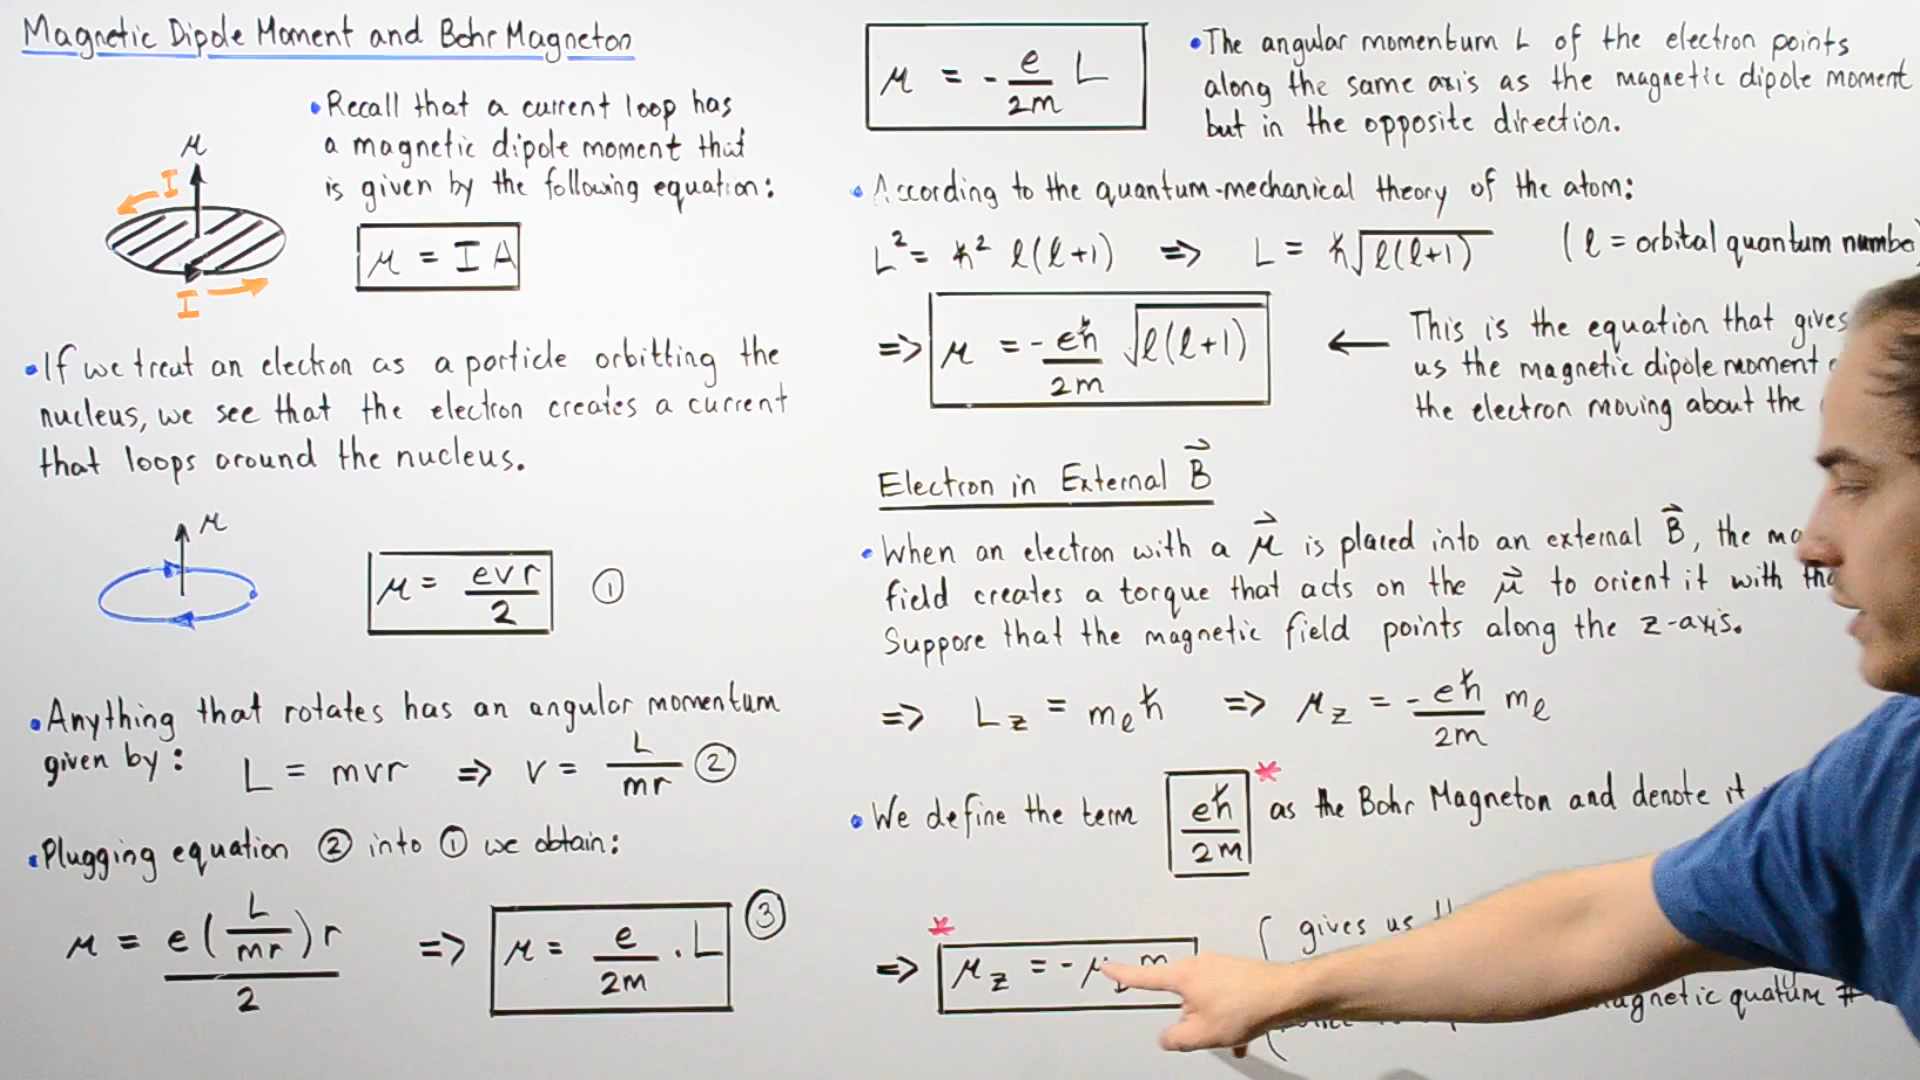 Magnetic Dipole Moment and Bohr Magneton
• Recall that a current loop has
a magnetic dipole moment that
is given by the following equation:
μ
I
I
μ = I A
• If we treat an electron as a particle orbitting the
nucleus, we see that the electron creates a current
that loops around the nucleus.
μ
μ = evr/2 ①
• Anything that rotates has an angular momentum
given by: L = mvr ⇒ v = L/mr ②
• Plugging equation ② into ① we obtain:
μ = e(L/mr)r/2 ⇒ μ = e/2m · L ③
μ = - e/2m L
• The angular momentum L of the electron points
along the same axis as the magnetic dipole moment
but in the opposite direction.
• According to the quantum-mechanical theory of the atom:
L² = ħ² ℓ(ℓ+1) ⇒ L = ħ√ℓ(ℓ+1) (ℓ = orbital quantum
⇒ μ = -eħ/2m √ℓ(ℓ+1) ←
This is the equation that gives
us the magnetic dipole moment
the electron moving about the
Electron in External B⃗
• When an electron with a μ⃗ is placed into an external B⃗, the
field creates a torque that acts on the μ⃗ to orient it with
Suppose that the magnetic field points along the z-axis.
⇒ L_z = m_ℓ ħ ⇒ μ_z = -eħ/2m m_ℓ
• We define the term eħ/2m * as the Bohr Magneton and denote it
*
⇒ μ_z = -μ m
gives us
magnetic quatum #